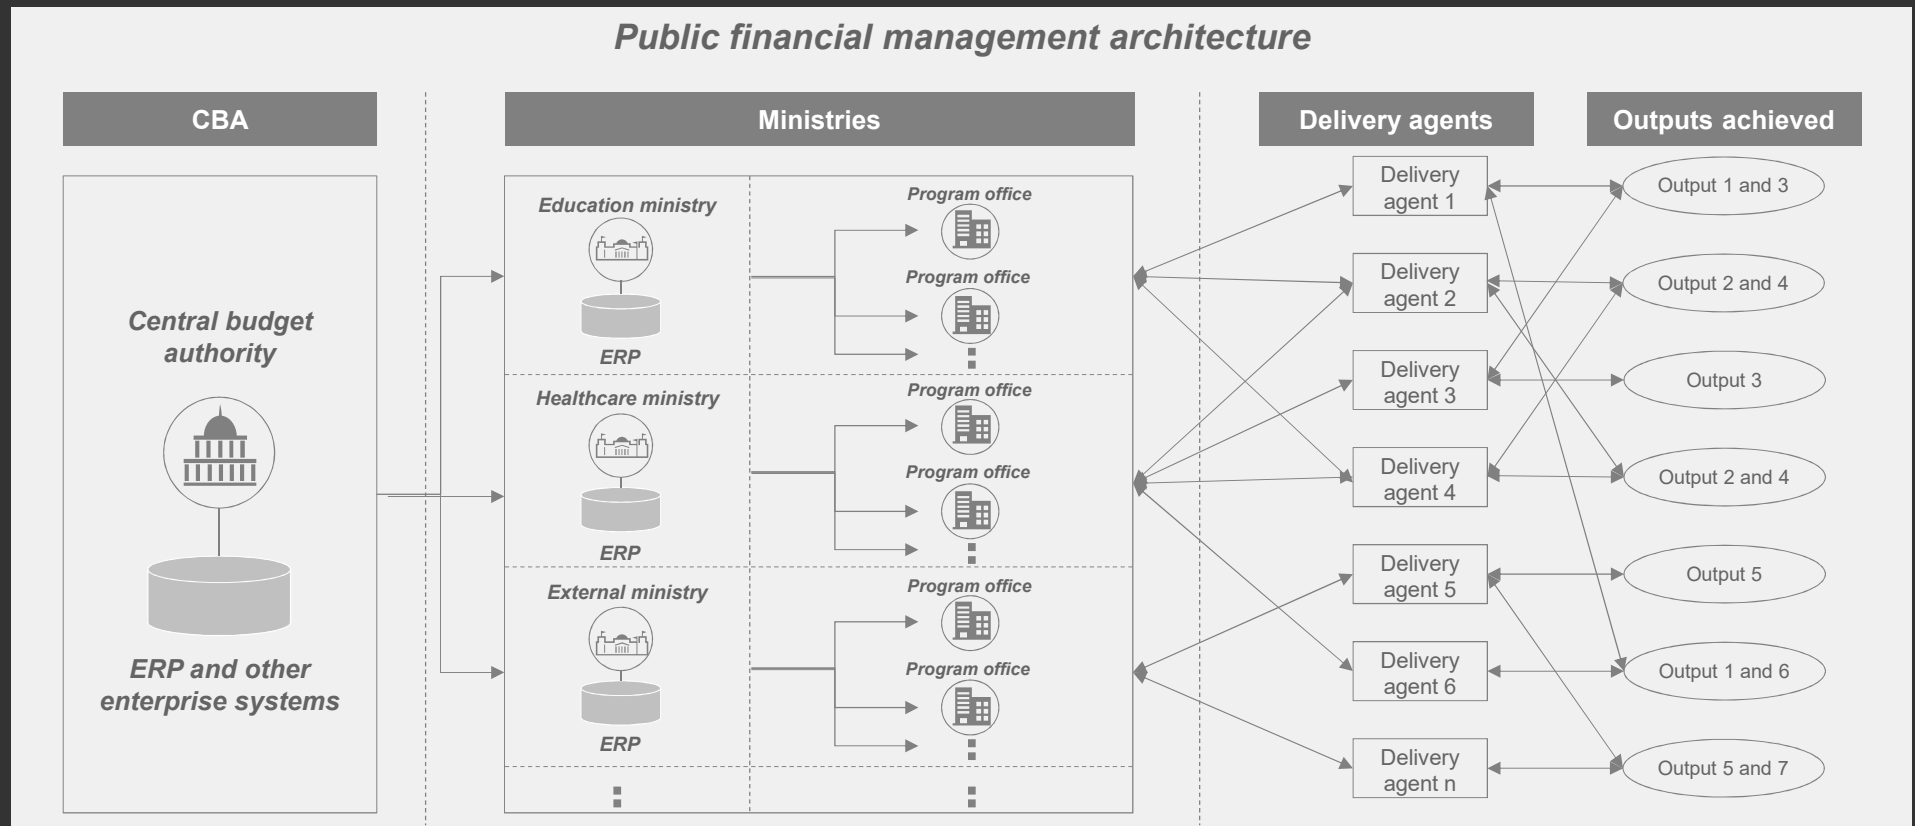 Public financial management architecture
CBA
Ministries
Delivery agents
Outputs achieved
Central budget
authority
ERP and other
enterprise systems
Education ministry
ERP
Program office
Program office
Healthcare ministry
ERP
Program office
Program office
External ministry
ERP
Program office
Program office
Delivery
agent 1
Delivery
agent 2
Delivery
agent 3
Delivery
agent 4
Delivery
agent 5
Delivery
agent 6
Delivery
agent n
Output 1 and 3
Output 2 and 4
Output 3
Output 2 and 4
Output 5
Output 1 and 6
Output 5 and 7